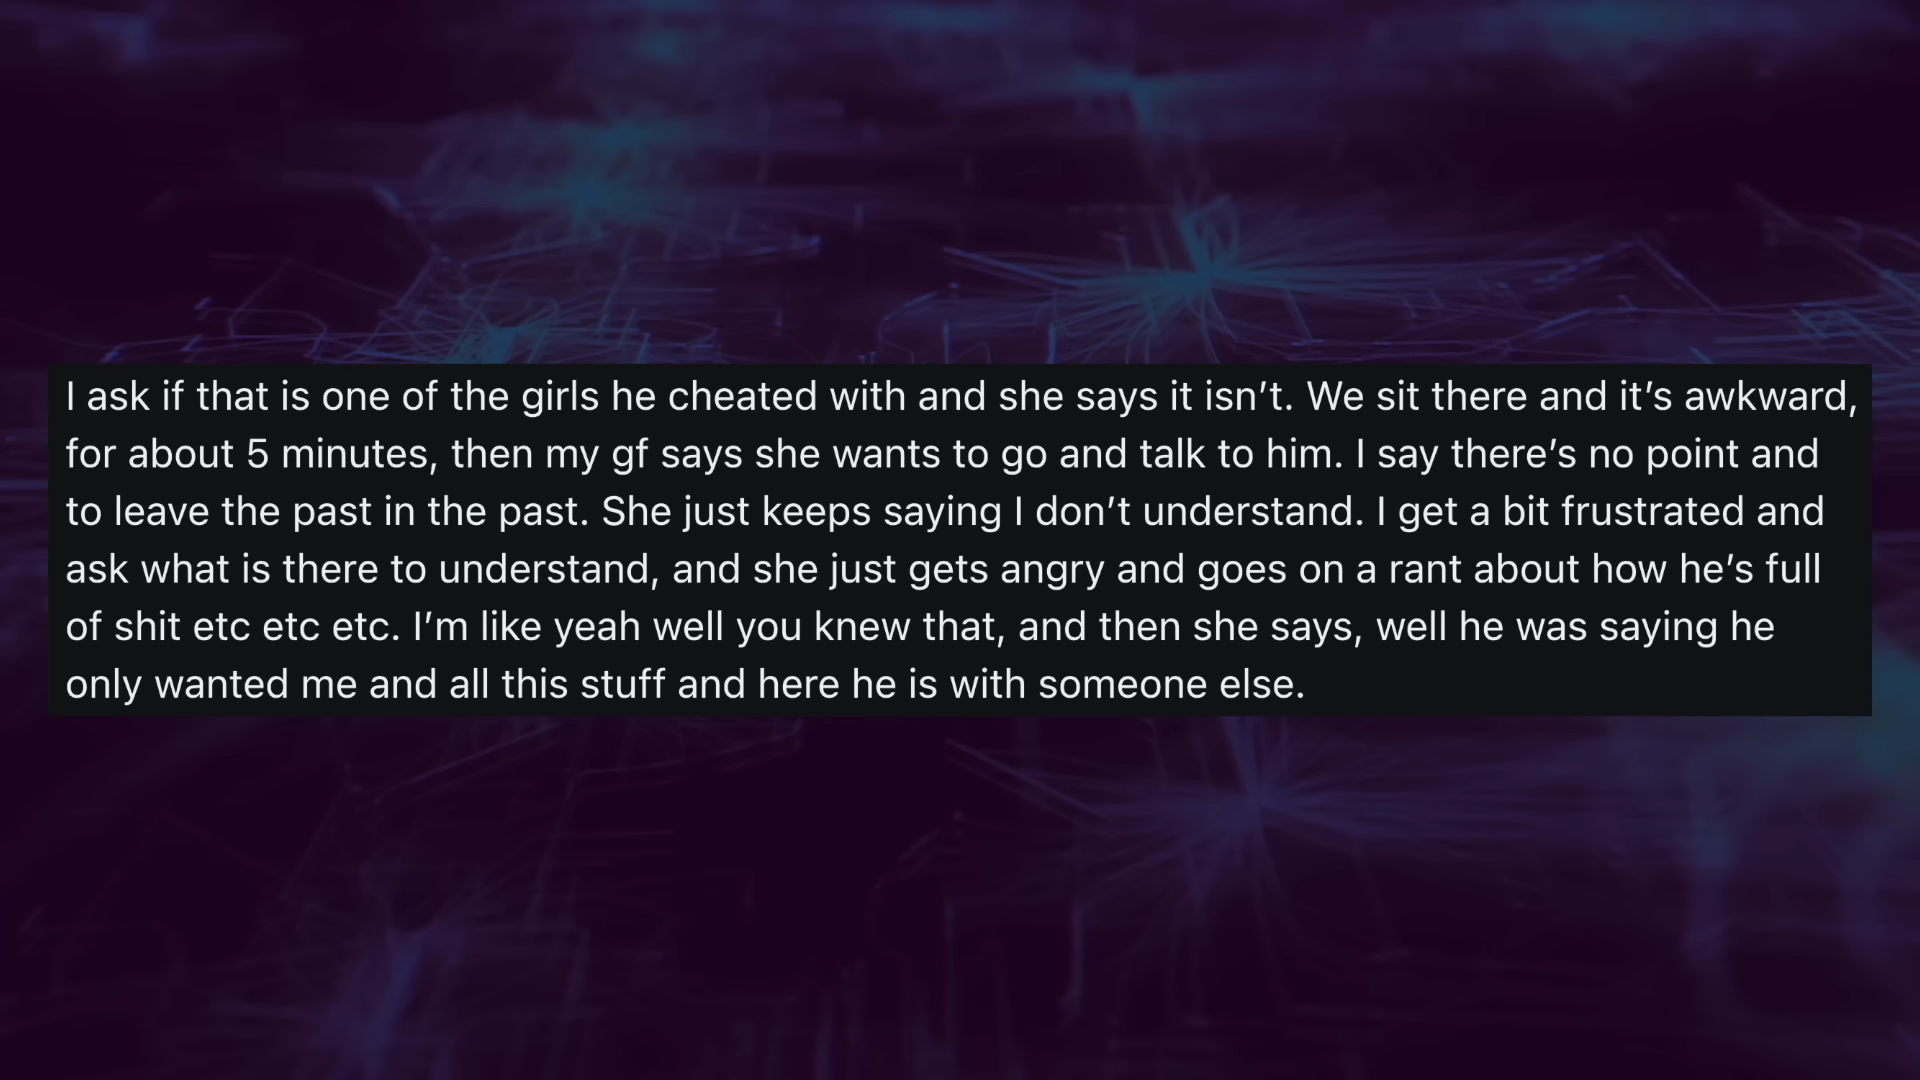 I ask if that is one of the girls he cheated with and she says it isn’t. We sit there and it’s awkward,
for about 5 minutes, then my gf says she wants to go and talk to him. I say there’s no point and
to leave the past in the past. She just keeps saying I don’t understand. I get a bit frustrated and
ask what is there to understand, and she just gets angry and goes on a rant about how he’s full
of shit etc etc etc. I’m like yeah well you knew that, and then she says, well he was saying he
only wanted me and all this stuff and here he is with someone else.